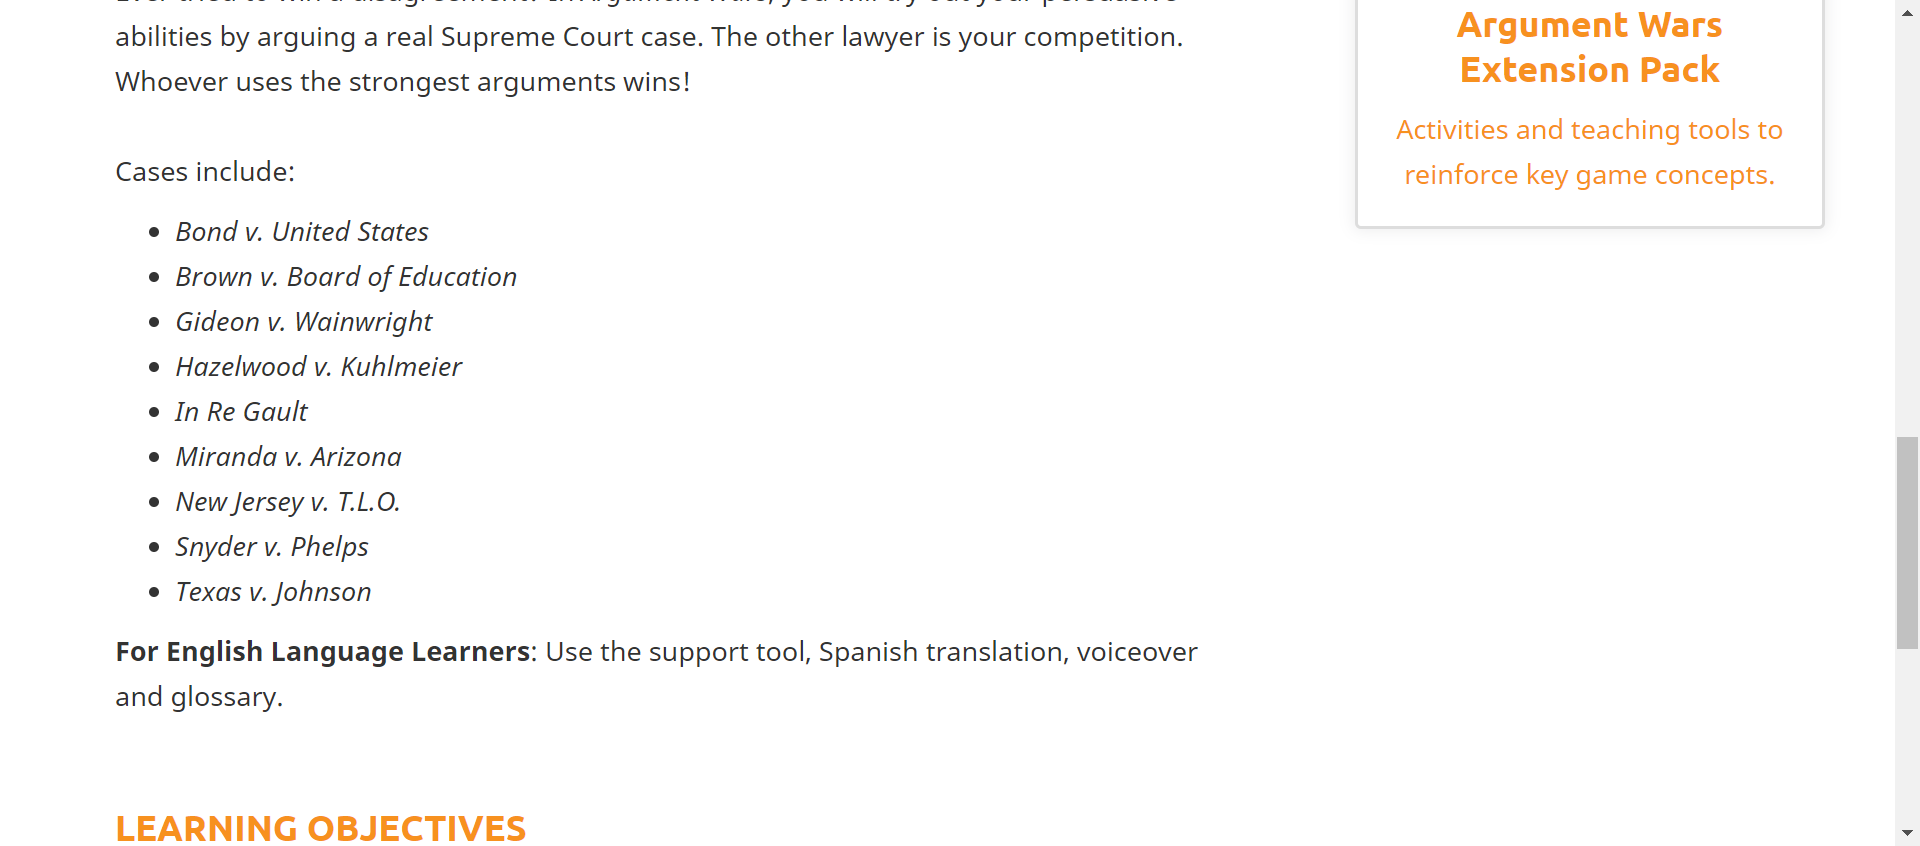 abilities by arguing a real Supreme Court case. The other lawyer is your competition.
Whoever uses the strongest arguments wins!
Cases include:
Bond v. United States
Brown v. Board of Education
Gideon v. Wainwright
Hazelwood v. Kuhlmeier
In Re Gault
Miranda v. Arizona
New Jersey v. T.L.O.
Snyder v. Phelps
Texas v. Johnson
For English Language Learners: Use the support tool, Spanish translation, voiceover
and glossary.
LEARNING OBJECTIVES
Argument Wars
Extension Pack
Activities and teaching tools to
reinforce key game concepts.